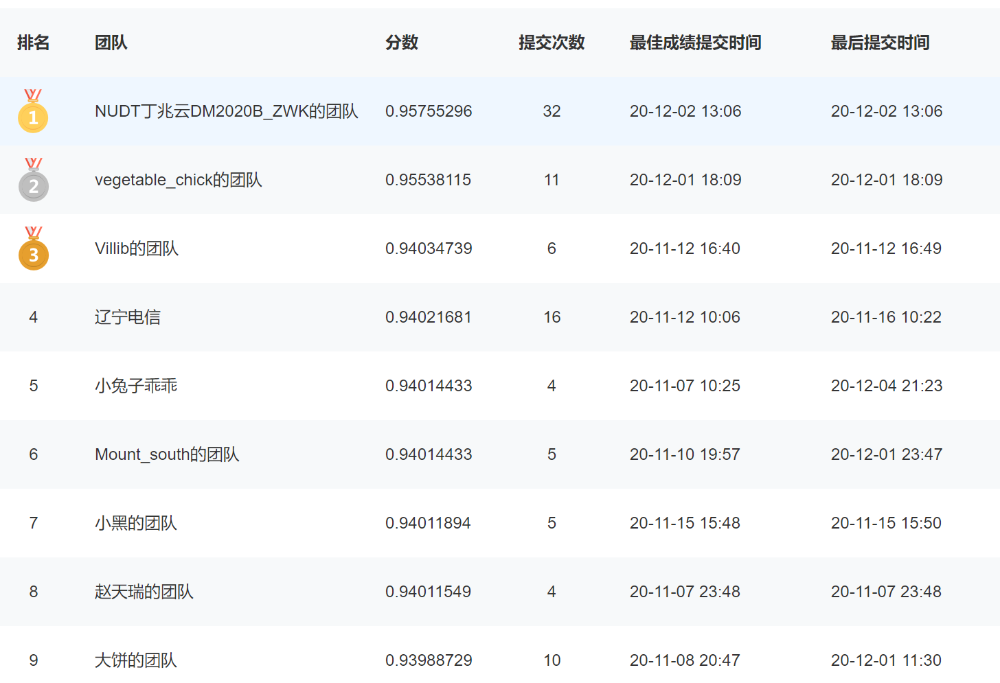 排名 团队 分数 提交次数 最佳成绩提交时间 最后提交时间
1 NUDT丁兆云DM2020B_ZWK的团队 0.95755296 32 20-12-02 13:06 20-12-02 13:06
2 vegetable_chick的团队 0.95538115 11 20-12-01 18:09 20-12-01 18:09
3 Villib的团队 0.94034739 6 20-11-12 16:40 20-11-12 16:49
4 辽宁电信 0.94021681 16 20-11-12 10:06 20-11-16 10:22
5 小兔子乖乖 0.94014433 4 20-11-07 10:25 20-12-04 21:23
6 Mount_south的团队 0.94014433 5 20-11-10 19:57 20-12-01 23:47
7 小黑的团队 0.94011894 5 20-11-15 15:48 20-11-15 15:50
8 赵天瑞的团队 0.94011549 4 20-11-07 23:48 20-11-07 23:48
9 大饼的团队 0.93988729 10 20-11-08 20:47 20-12-01 11:30